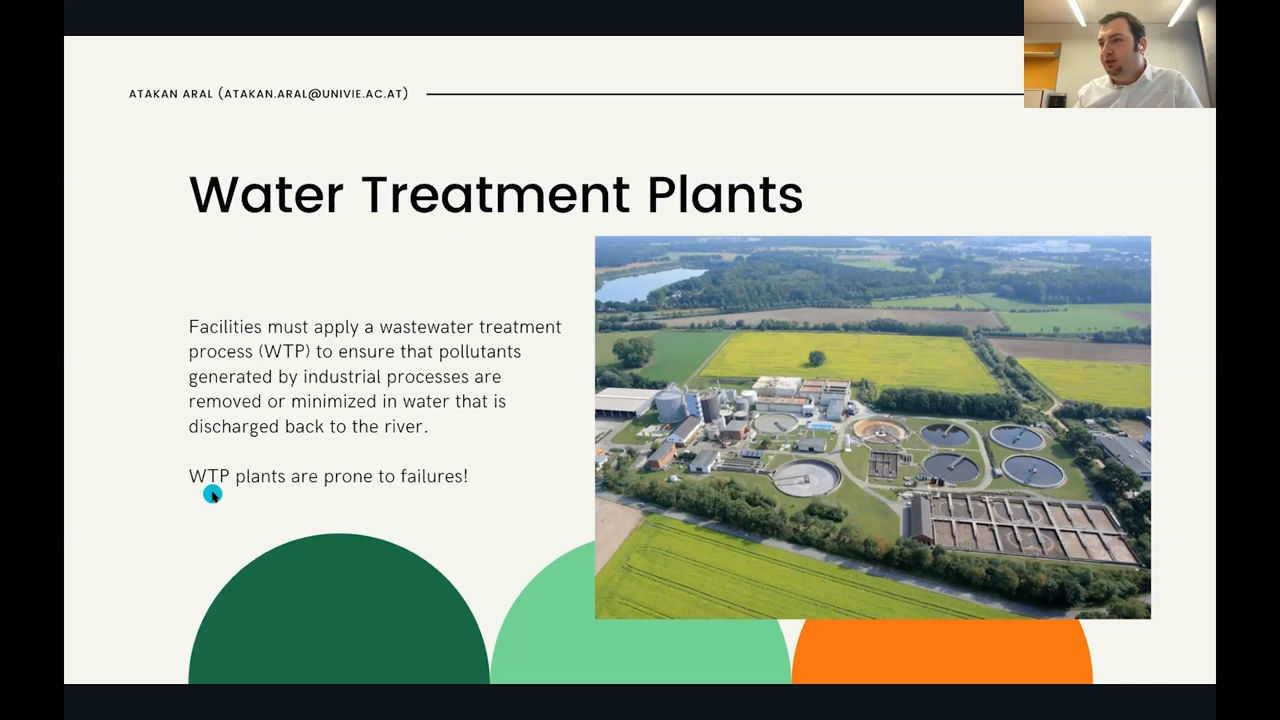 ATAKAN ARAL (ATAKAN.ARAL@UNIVIE.AC.AT)
Water Treatment Plants
Facilities must apply a wastewater treatment
process (WTP) to ensure that pollutants
generated by industrial processes are
removed or minimized in water that is
discharged back to the river.
WTP plants are prone to failures!